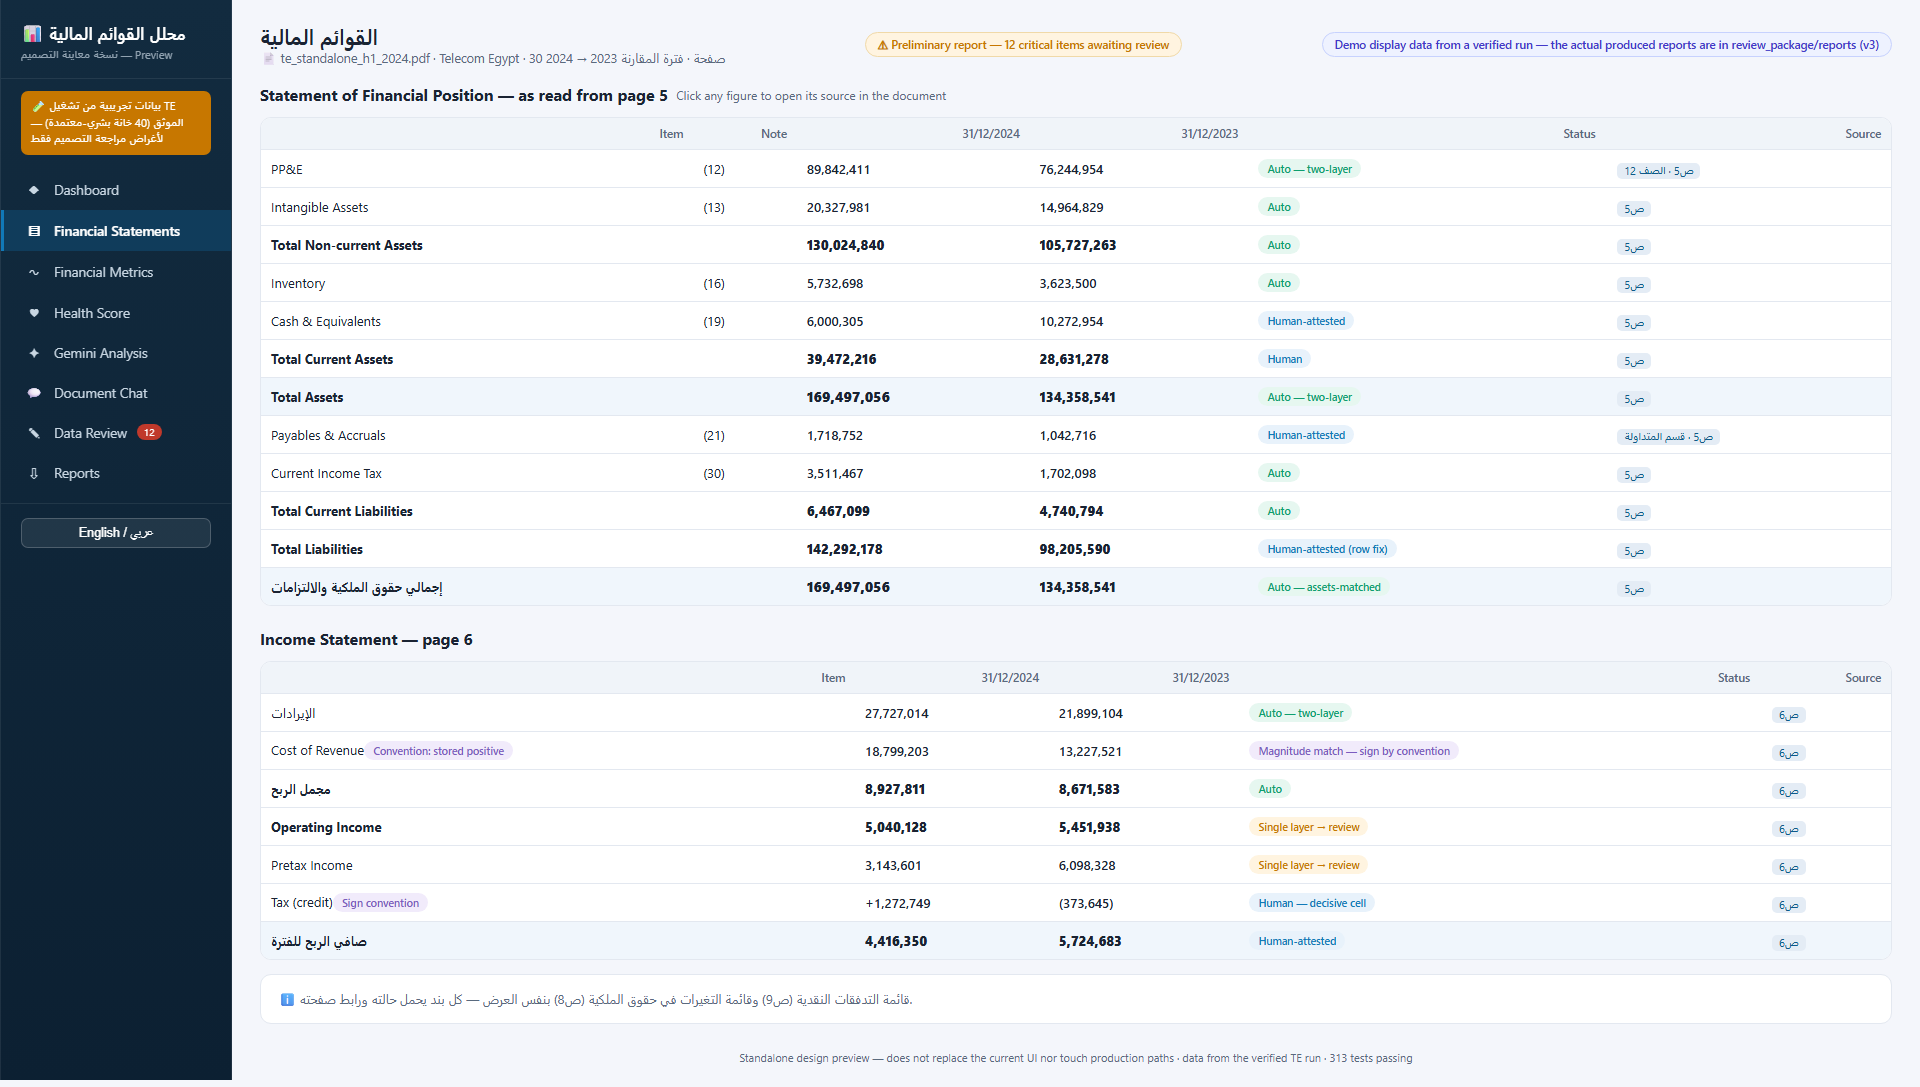 محلل القوائم المالية
نسخة معاينة التصميم — Preview
بيانات تجريبية من تشغيل TE
الموثق (40 خانة بشري-معتمدة) —
لأغراض مراجعة التصميم فقط
Dashboard
Financial Statements
Financial Metrics
Health Score
Gemini Analysis
Document Chat
Data Review 12
Reports
English / عربي
القوائم المالية
te_standalone_h1_2024.pdf · Telecom Egypt · 30 صفحة · فترة المقارنة 2023 → 2024
⚠ Preliminary report — 12 critical items awaiting review
Demo display data from a verified run — the actual produced reports are in review_package/reports (v3)
Statement of Financial Position — as read from page 5 Click any figure to open its source in the document
Item Note 31/12/2024 31/12/2023 Status Source
PP&E (12) 89,842,411 76,244,954 Auto — two-layer ص5 · الصف 12
Intangible Assets (13) 20,327,981 14,964,829 Auto ص5
Total Non-current Assets 130,024,840 105,727,263 Auto ص5
Inventory (16) 5,732,698 3,623,500 Auto ص5
Cash & Equivalents (19) 6,000,305 10,272,954 Human-attested ص5
Total Current Assets 39,472,216 28,631,278 Human ص5
Total Assets 169,497,056 134,358,541 Auto — two-layer ص5
Payables & Accruals (21) 1,718,752 1,042,716 Human-attested ص5 · قسم المتداولة
Current Income Tax (30) 3,511,467 1,702,098 Auto ص5
Total Current Liabilities 6,467,099 4,740,794 Auto ص5
Total Liabilities 142,292,178 98,205,590 Human-attested (row fix) ص5
إجمالي حقوق الملكية والالتزامات 169,497,056 134,358,541 Auto — assets-matched ص5
Income Statement — page 6
Item 31/12/2024 31/12/2023 Status Source
الإيرادات 27,727,014 21,899,104 Auto — two-layer ص6
Cost of Revenue Convention: stored positive 18,799,203 13,227,521 Magnitude match — sign by convention ص6
مجمل الربح 8,927,811 8,671,583 Auto ص6
Operating Income 5,040,128 5,451,938 Single layer → review ص6
Pretax Income 3,143,601 6,098,328 Single layer → review ص6
Tax (credit) Sign convention +1,272,749 (373,645) Human — decisive cell ص6
صافي الربح للفترة 4,416,350 5,724,683 Human-attested ص6
قائمة التدفقات النقدية (ص9) وقائمة التغيرات في حقوق الملكية (ص8) بنفس العرض — كل بند يحمل حالته ورابط صفحته.
Standalone design preview — does not replace the current UI nor touch production paths · data from the verified TE run · 313 tests passing